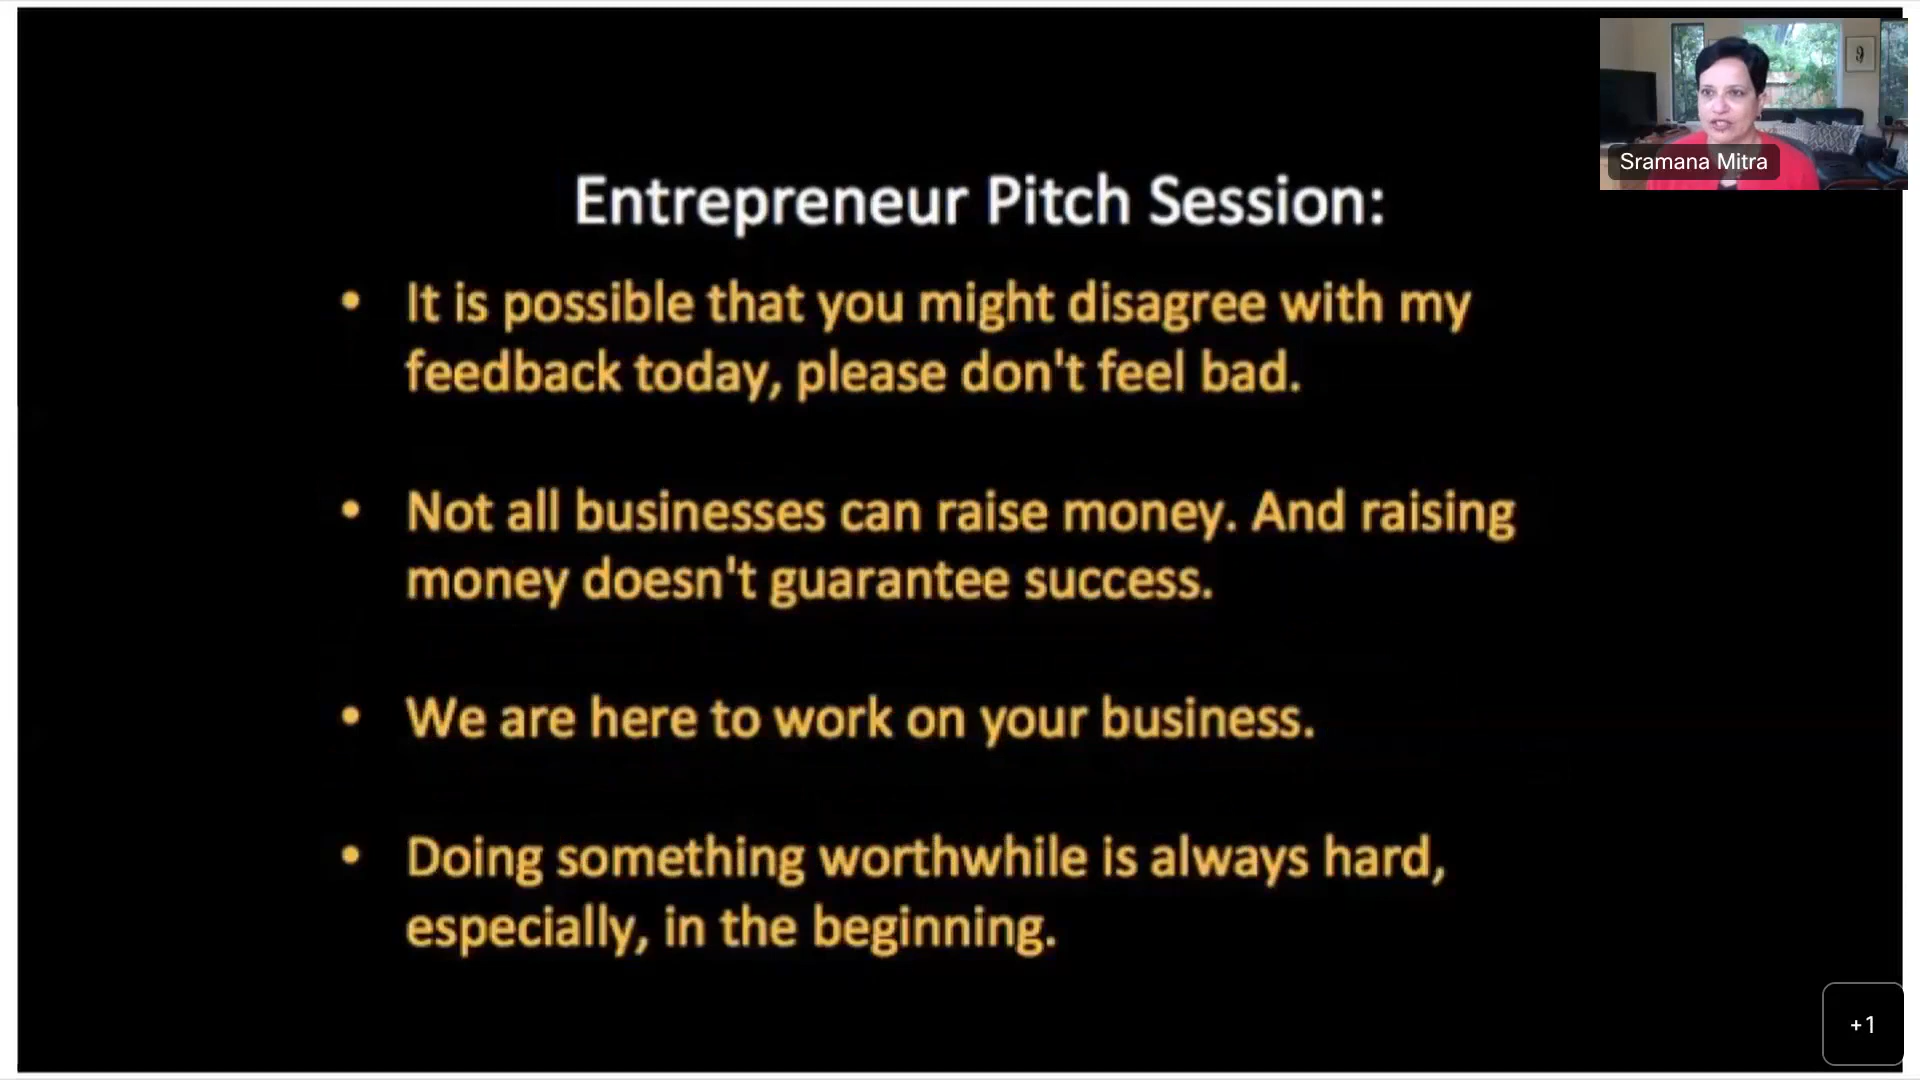 Sramana Mitra
Entrepreneur Pitch Session:
• It is possible that you might disagree with my
feedback today, please don't feel bad.
• Not all businesses can raise money. And raising
money doesn't guarantee success.
• We are here to work on your business.
• Doing something worthwhile is always hard,
especially, in the beginning.
+1